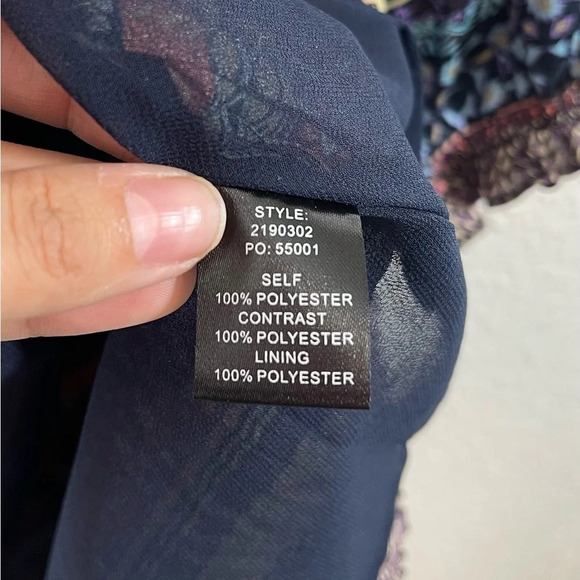 STYLE:
2190302
PO: 55001
SELF
100% POLYESTER
CONTRAST
100% POLYESTER
LINING
100% POLYESTER